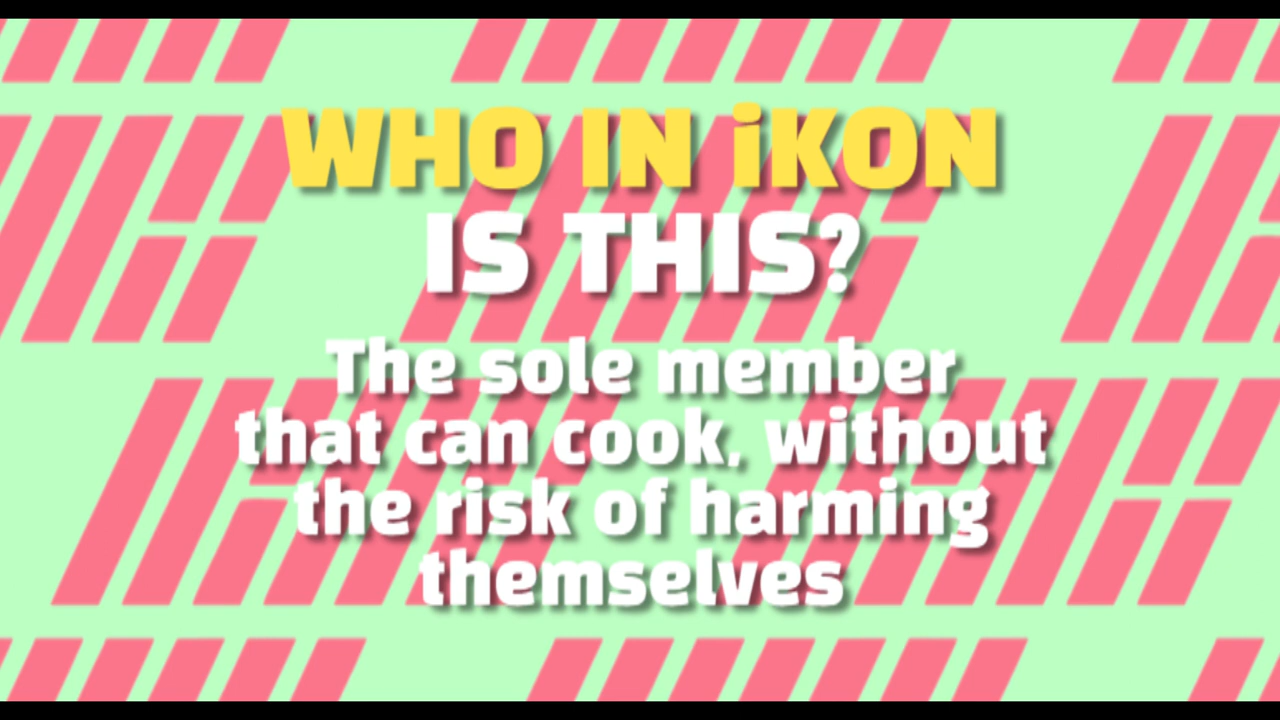 WHO IN iKON
IS THIS?
The sole member
that can cook, without
the risk of harming
themselves